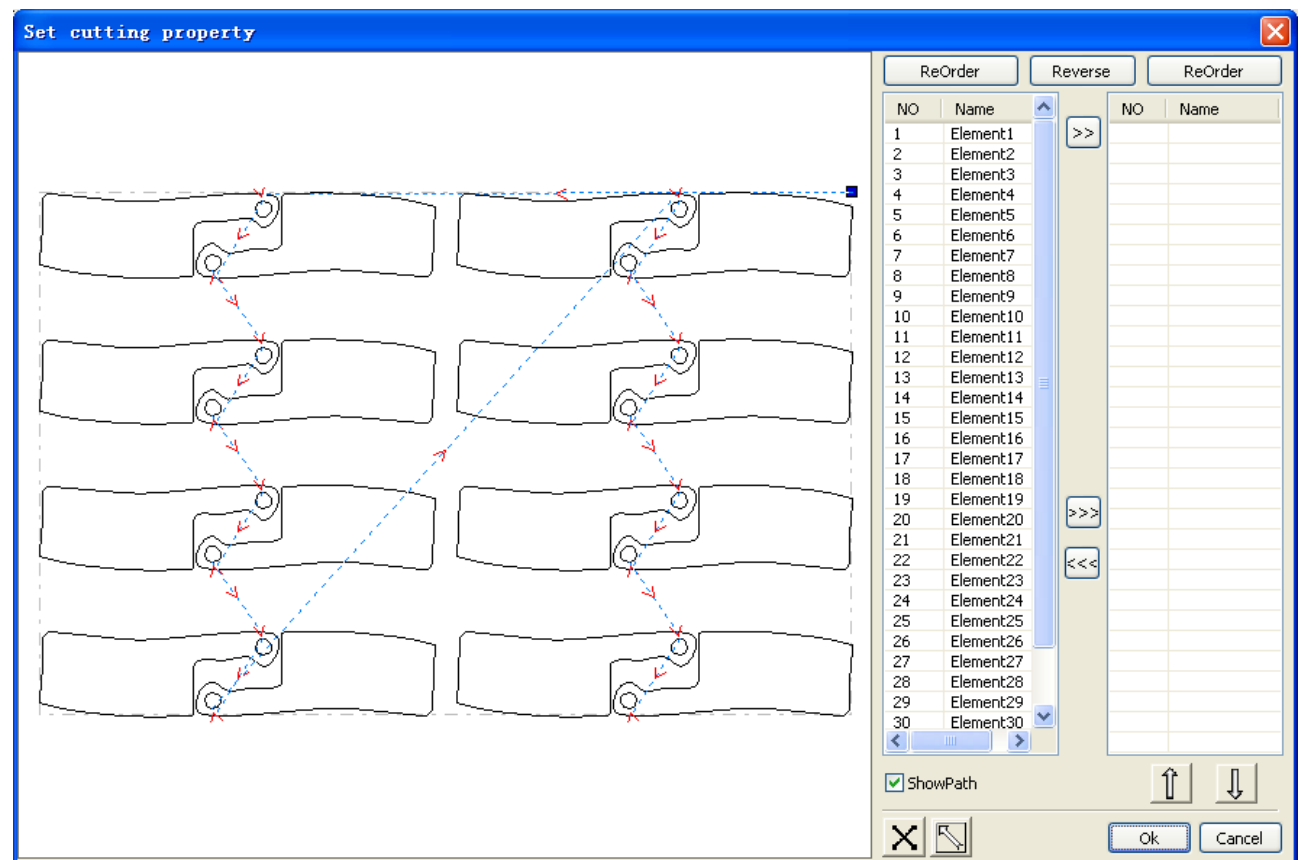 Set cutting property
ReOrder Reverse ReOrder
NO Name NO Name
1 Element1 >>
2 Element2
3 Element3
4 Element4
5 Element5
6 Element6
7 Element7
8 Element8
9 Element9
10 Element10
11 Element11
12 Element12
13 Element13
14 Element14
15 Element15
16 Element16
17 Element17
18 Element18
19 Element19
20 Element20 >>>
21 Element21
22 Element22 <<<
23 Element23
24 Element24
25 Element25
26 Element26
27 Element27
28 Element28
29 Element29
30 Element30
ShowPath
Ok Cancel